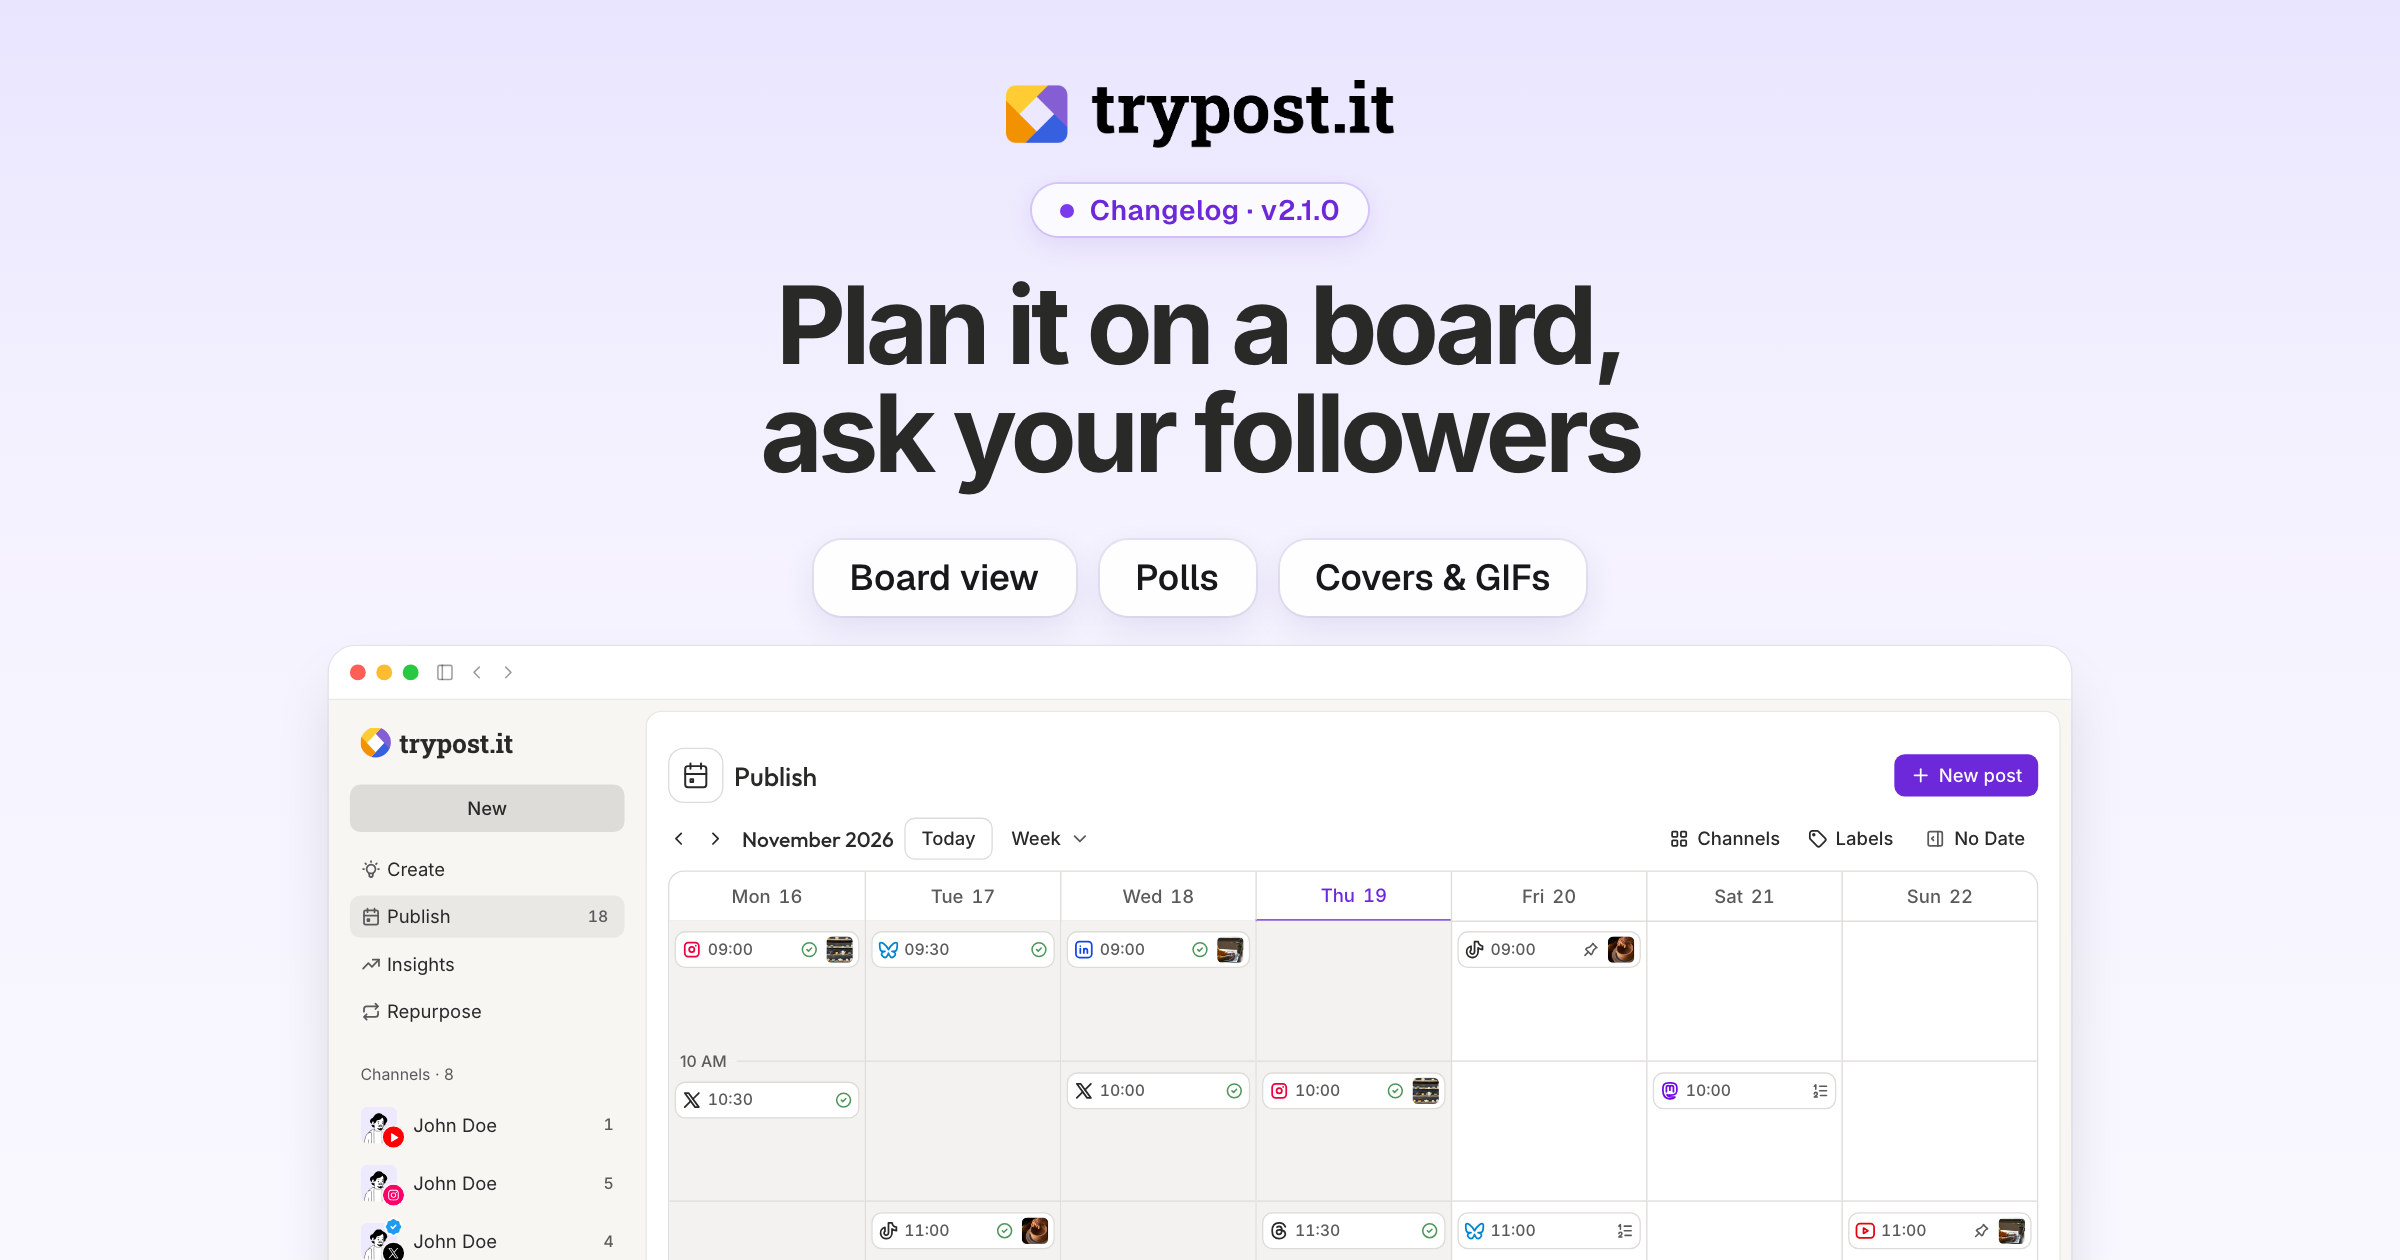 trypost.it
Changelog · v2.1.0
Plan it on a board,
ask your followers
Board view
Polls
Covers & GIFs
trypost.it
New
Create
Publish 18
Insights
Repurpose
Channels · 8
John Doe 1
John Doe 5
John Doe 4
Publish
+ New post
November 2026 Today Week
Channels Labels No Date
Mon 16 Tue 17 Wed 18 Thu 19 Fri 20 Sat 21 Sun 22
09:00 09:30 09:00 09:00
10 AM
10:30 10:00 10:00 10:00
11:00 11:30 11:00 11:00